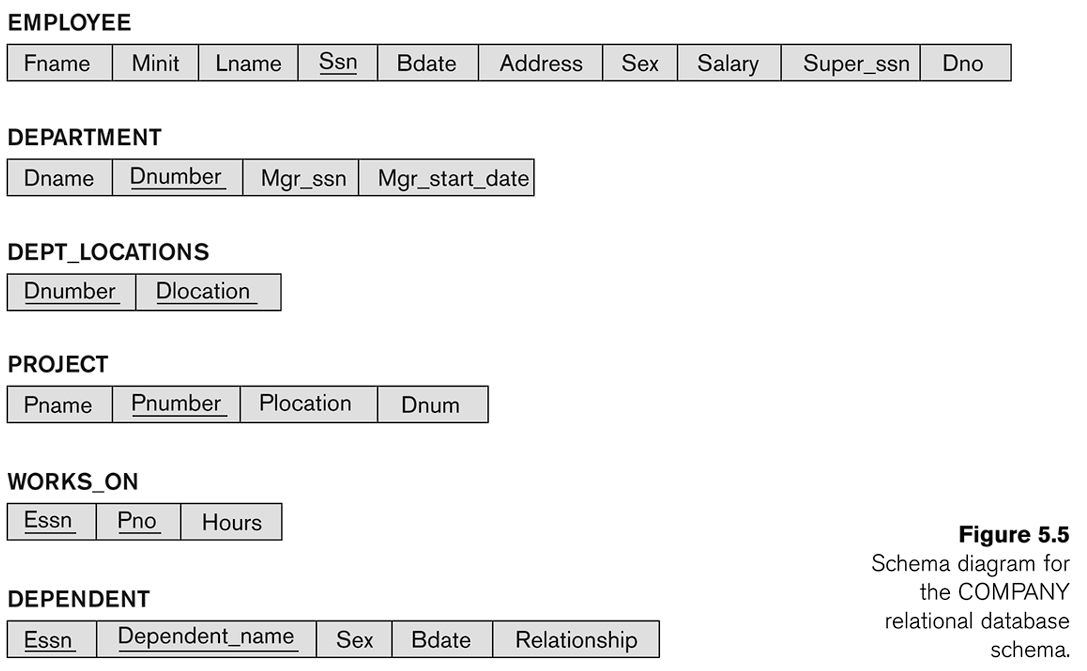 EMPLOYEE
Fname Minit Lname Ssn Bdate Address Sex Salary Super_ssn Dno
DEPARTMENT
Dname Dnumber Mgr_ssn Mgr_start_date
DEPT_LOCATIONS
Dnumber Dlocation
PROJECT
Pname Pnumber Plocation Dnum
WORKS_ON
Essn Pno Hours
DEPENDENT
Essn Dependent_name Sex Bdate Relationship
Figure 5.5
Schema diagram for
the COMPANY
relational database
schema.